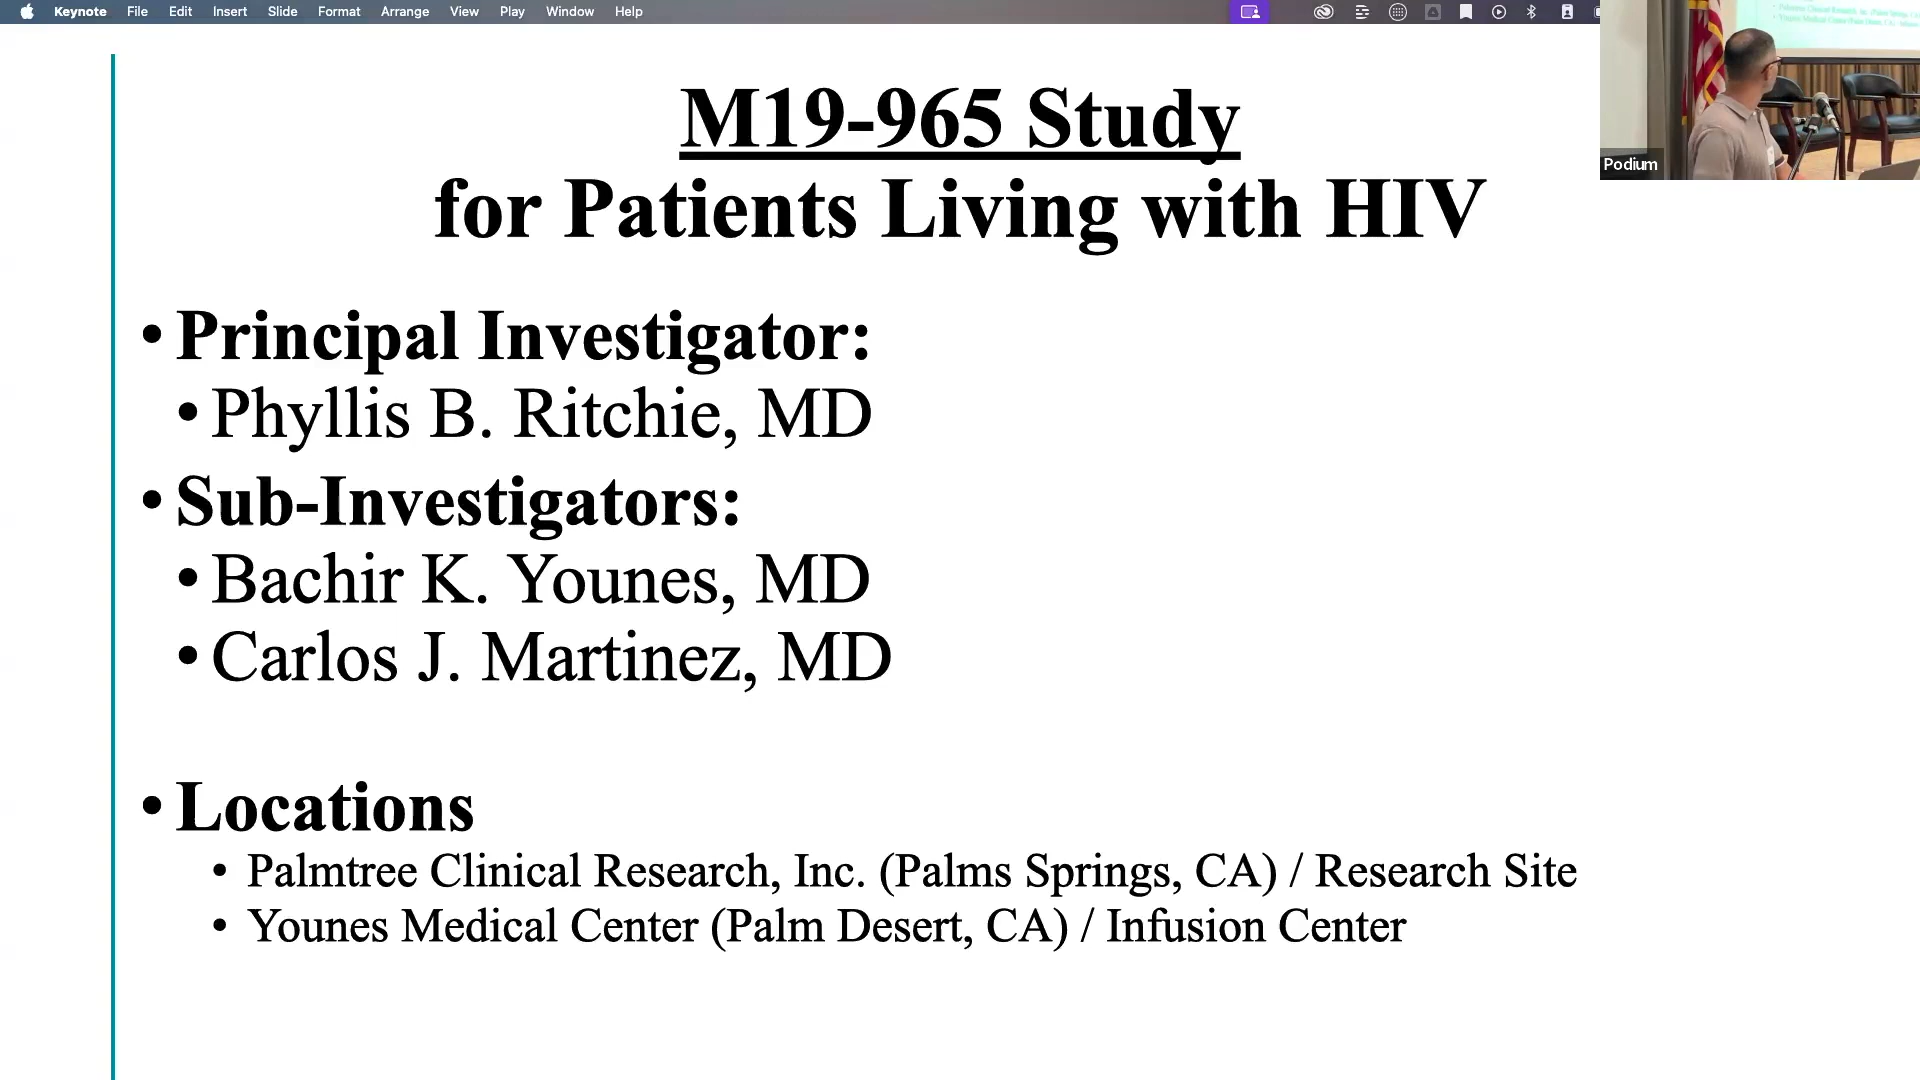 Keynote File Edit Insert Slide Format Arrange View Play Window Help
M19-965 Study
for Patients Living with HIV
Podium
• Principal Investigator:
• Phyllis B. Ritchie, MD
• Sub-Investigators:
• Bachir K. Younes, MD
• Carlos J. Martinez, MD
• Locations
• Palmtree Clinical Research, Inc. (Palms Springs, CA) / Research Site
• Younes Medical Center (Palm Desert, CA) / Infusion Center